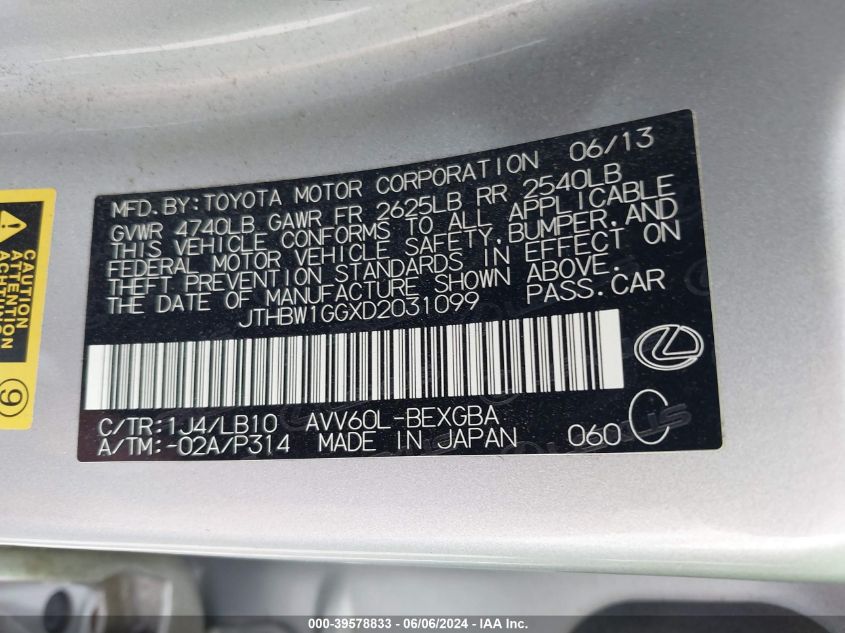 MFD. BY: TOYOTA MOTOR CORPORATION 06/13
GVWR 4740LB GAWR FR 2625LB RR 2540LB
THIS VEHICLE CONFORMS TO ALL APPLICABLE
FEDERAL MOTOR VEHICLE SAFETY, BUMPER, AND
THEFT PREVENTION STANDARDS IN EFFECT ON
THE DATE OF MANUFACTURE SHOWN ABOVE.
JTHBW1GGXD2031099 PASS. CAR
C/TR: 1J4/LB10 AVV60L-BEXGBA
A/TM: -02A/P314 MADE IN JAPAN 060 C
CAUTION
ATTENTION
9
000-39578833 - 06/06/2024 - IAA Inc.